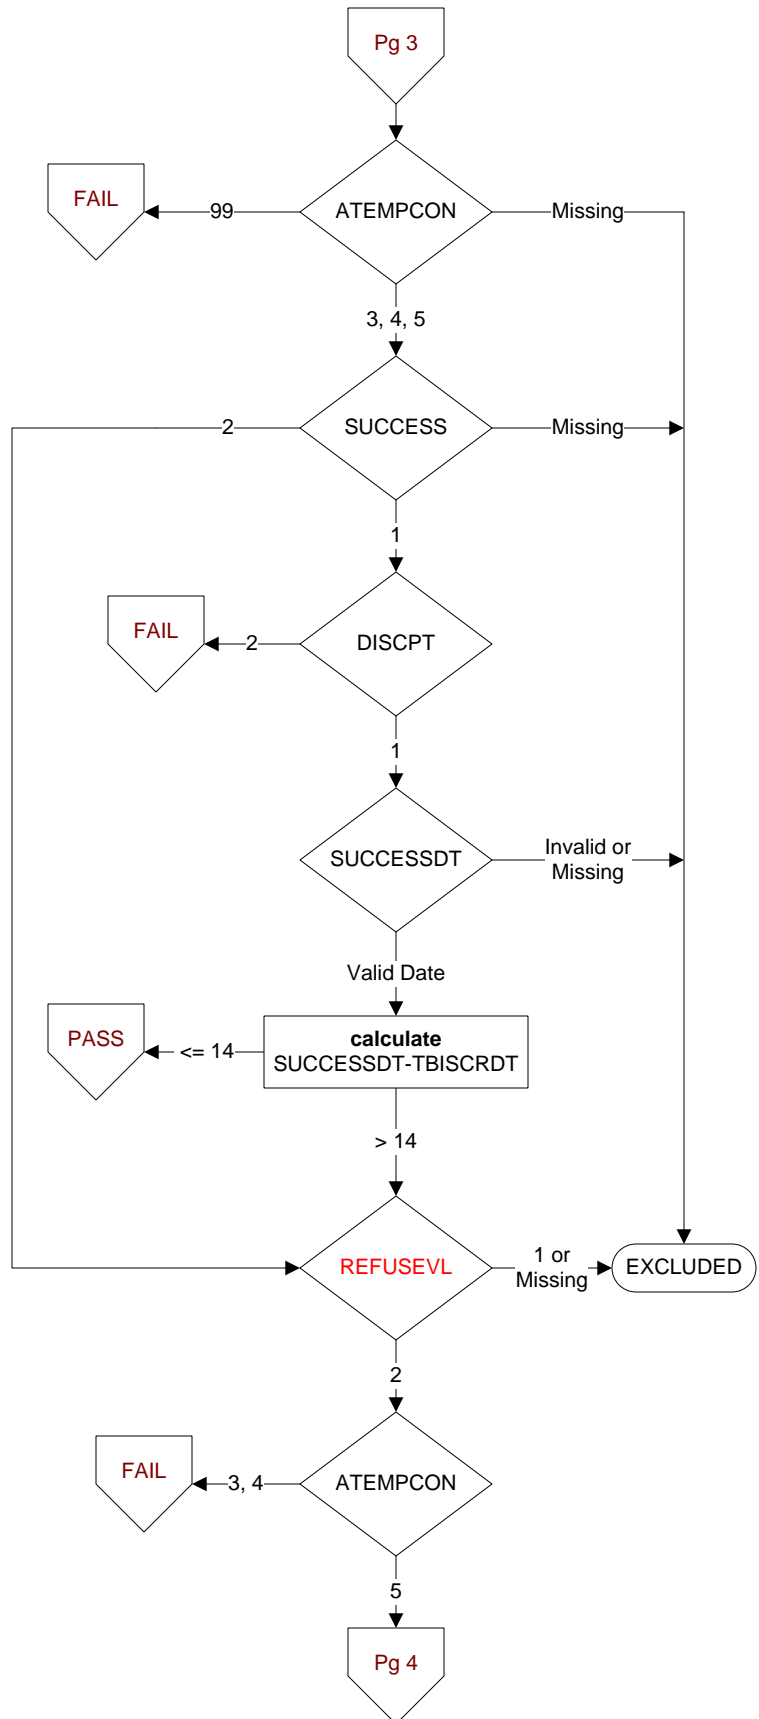 Pg 3
FAIL
99
ATEMPCON
Missing
3, 4, 5
2
SUCCESS
Missing
1
FAIL
2
DISCPT
1
SUCCESSDT
Invalid or
Missing
Valid Date
PASS
<= 14
calculate
SUCCESSDT-TBISCRDT
> 14
REFUSEVL
1 or
Missing
EXCLUDED
2
FAIL
3, 4
ATEMPCON
5
Pg 4